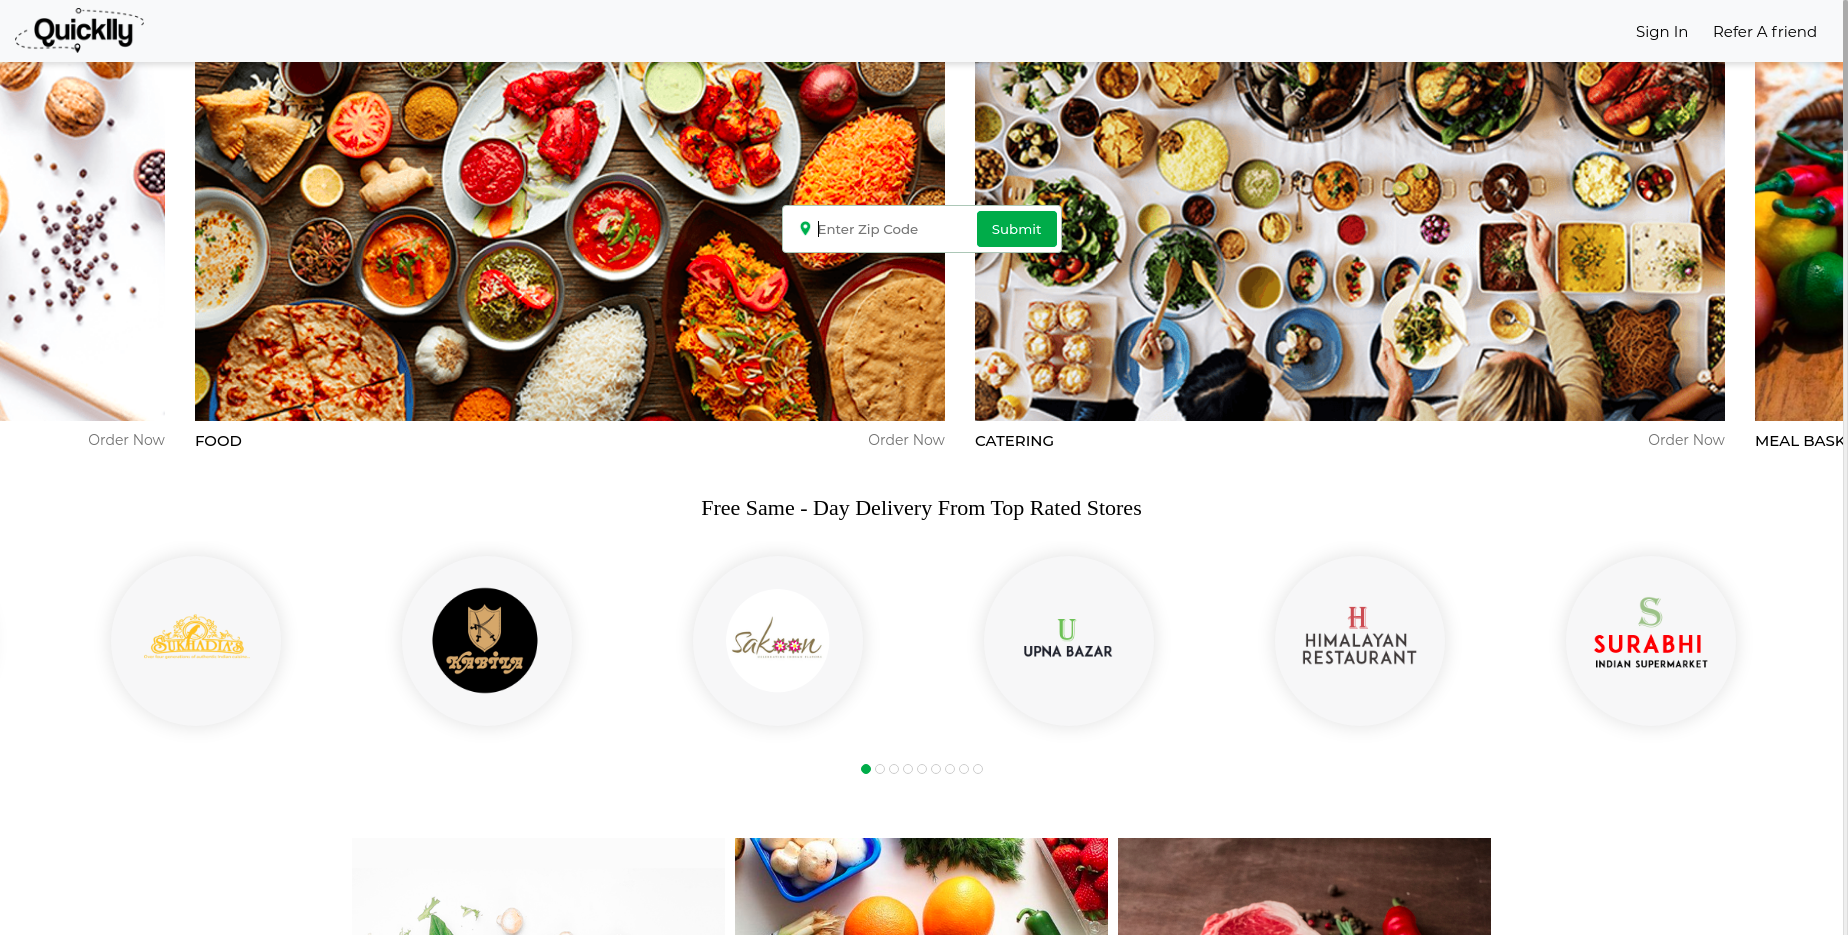 Quicklly
Sign In
Refer A friend
Enter Zip Code
Submit
Order Now
FOOD
Order Now
CATERING
Order Now
MEAL BASK
Free Same - Day Delivery From Top Rated Stores
SUKHADIA'S
KABILA
Sakoon
U
UPNA BAZAR
H
HIMALAYAN
RESTAURANT
S
SURABHI
INDIAN SUPERMARKET